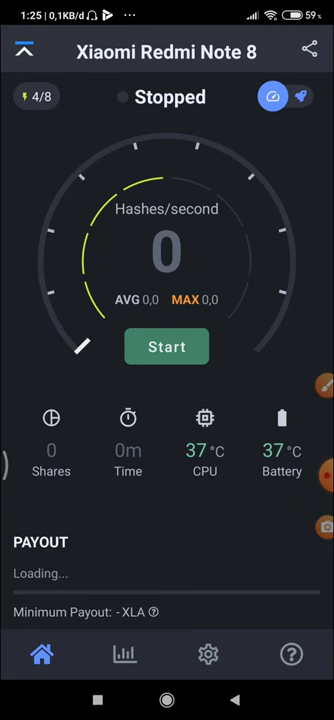 1:25 | 0,1KB/d ... 59%
Xiaomi Redmi Note 8
4/8 Stopped
Hashes/second
0
AVG 0,0 MAX 0,0
Start
0 0m 37 °C 37 °C
Shares Time CPU Battery
PAYOUT
Loading...
Minimum Payout: - XLA ?